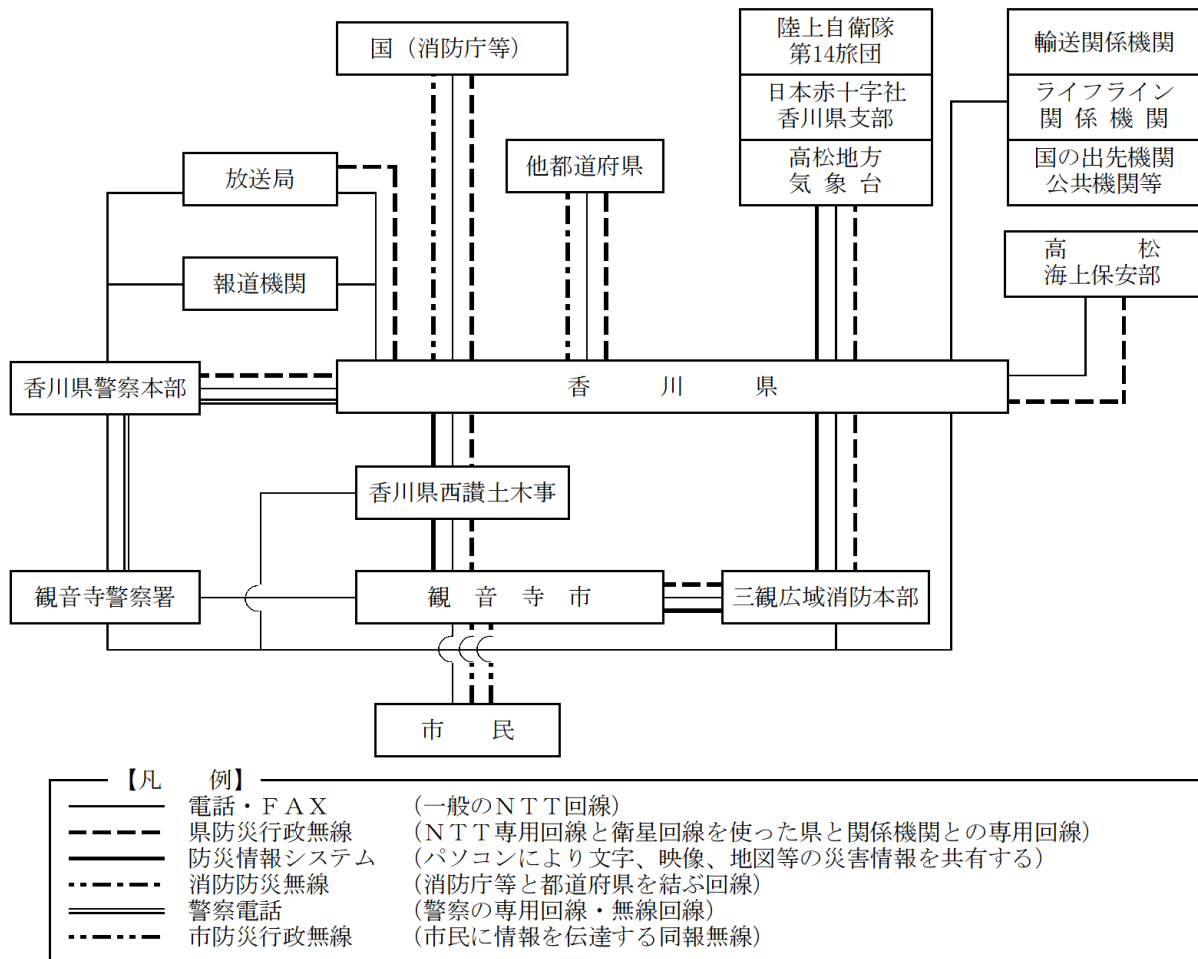 国（消防庁等）
陸上自衛隊
第14旅団
日本赤十字社
香川県支部
高松地方
気象台
輸送関係機関
ライフライン
関係機関
国の出先機関
公共機関等
放送局
他都道府県
報道機関
高松
海上保安部
香川県警察本部
香川県
香川県西讃土木事
観音寺警察署
観音寺市
三観広域消防本部
市民
【凡　例】
電話・ＦＡＸ　（一般のＮＴＴ回線）
県防災行政無線　（ＮＴＴ専用回線と衛星回線を使った県と関係機関との専用回線）
防災情報システム　（パソコンにより文字、映像、地図等の災害情報を共有する）
消防防災無線　（消防庁等と都道府県を結ぶ回線）
警察電話　（警察の専用回線・無線回線）
市防災行政無線　（市民に情報を伝達する同報無線）